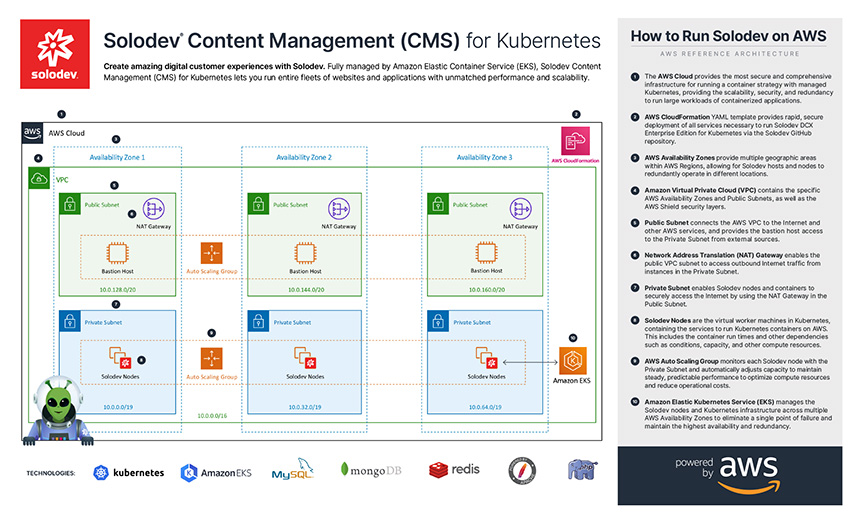 solodev.
Solodev® Content Management (CMS) for Kubernetes
Create amazing digital customer experiences with Solodev. Fully managed by Amazon Elastic Container Service (EKS), Solodev Content
Management (CMS) for Kubernetes lets you run entire fleets of websites and applications with unmatched performance and scalability.
1
2
aws
AWS Cloud
3
AWS CloudFormation
Availability Zone 1
Availability Zone 2
Availability Zone 3
4
VPC
5
Public Subnet
Public Subnet
Public Subnet
6
NAT Gateway
NAT Gateway
NAT Gateway
Bastion Host
Auto Scaling Group
Bastion Host
Bastion Host
10.0.128.0/20
10.0.144.0/20
10.0.160.0/20
7
Private Subnet
Private Subnet
Private Subnet
9
10
8
Solodev Nodes
Auto Scaling Group
Solodev Nodes
Solodev Nodes
Amazon EKS
10.0.0.0/19
10.0.0.0/16
10.0.32.0/19
10.0.64.0/19
TECHNOLOGIES:
kubernetes
Amazon EKS
MySQL
mongoDB
redis
php
How to Run Solodev on AWS
AWS REFERENCE ARCHITECTURE
1 The AWS Cloud provides the most secure and comprehensive
infrastructure for running a container strategy with managed
Kubernetes, providing the scalability, security, and redundancy
to run large workloads of containerized applications.
2 AWS CloudFormation YAML template provides rapid, secure
deployment of all services necessary to run Solodev DCX
Enterprise Edition for Kubernetes via the Solodev GitHub
repository.
3 AWS Availability Zones provide multiple geographic areas
within AWS Regions, allowing for Solodev hosts and nodes to
redundantly operate in different locations.
4 Amazon Virtual Private Cloud (VPC) contains the specific
AWS Availability Zones and Public Subnets, as well as the
AWS Shield security layers.
5 Public Subnet connects the AWS VPC to the Internet and
other AWS services, and provides the bastion host access
to the Private Subnet from external sources.
6 Network Address Translation (NAT) Gateway enables the
public VPC subnet to access outbound Internet traffic from
instances in the Private Subnet.
7 Private Subnet enables Solodev nodes and containers to
securely access the Internet by using the NAT Gateway in the
Public Subnet.
8 Solodev Nodes are the virtual worker machines in Kubernetes,
containing the services to run Kubernetes containers on AWS.
This includes the container run times and other dependencies
such as conditions, capacity, and other compute resources.
9 AWS Auto Scaling Group monitors each Solodev node with the
Private Subnet and automatically adjusts capacity to maintain
steady, predictable performance to optimize compute resources
and reduce operational costs.
10 Amazon Elastic Kubernetes Service (EKS) manages the
Solodev nodes and Kubernetes infrastructure across multiple
AWS Availability Zones to eliminate a single point of failure and
maintain the highest availability and redundancy.
powered
by
aws